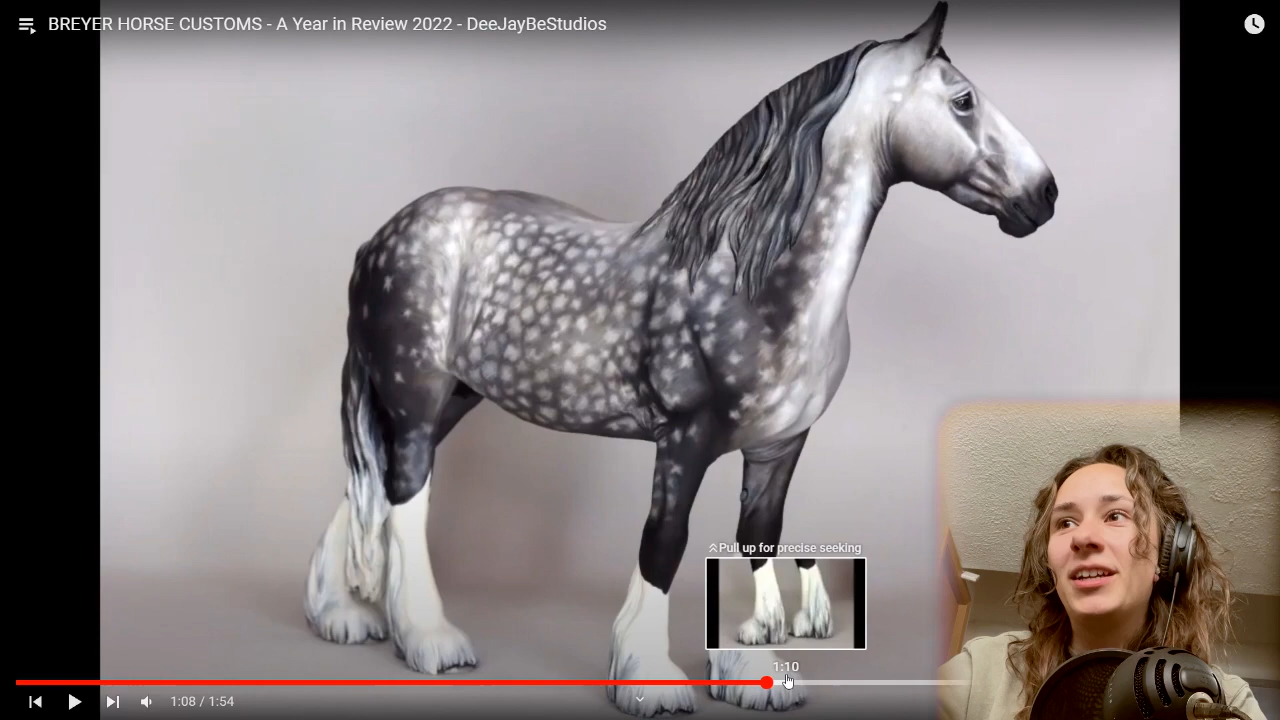 BREYER HORSE CUSTOMS - A Year in Review 2022 - DeeJayBeStudios
Pull up for precise seeking
1:10
1:08 / 1:54